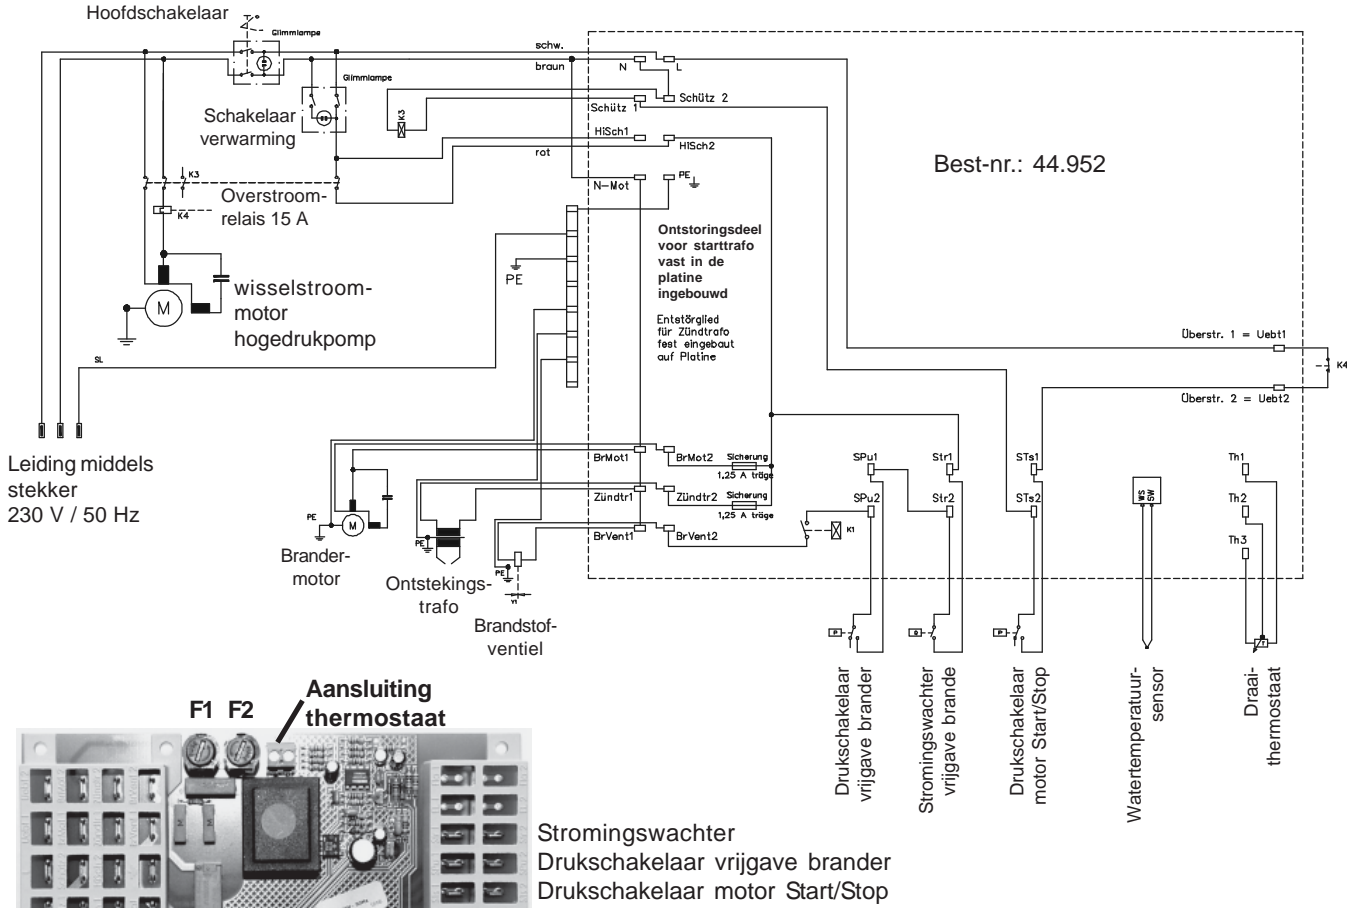 Hoofdschakelaar
Glimmlampe
schw.
braun
N
L
Glimmlampe
Schakelaar
verwarming
K3
Schütz 1
Schütz 2
HiSch1
HiSch2
rot
Best-nr.: 44.952
K3
N-Mot
PE
Overstroom-
relais 15 A
K4
Ontstoringsdeel
voor starttrafo
vast in de
platine
ingebouwd
PE
wisselstroom-
motor
hogedrukpomp
M
Entstörglied
für Zündtrafo
fest eingebaut
auf Platine
Überstr. 1 = Uebt1
SL
K4
Überstr. 2 = Uebt2
Leiding middels
stekker
230 V / 50 Hz
BrMot1
BrMot2
Sicherung
1,25 A träge
SPu1
Str1
STs1
Th1
Zündtr1
Zündtr2
Sicherung
1,25 A träge
SPu2
Str2
STs2
WS
SW
Th2
PE
M
BrVent1
BrVent2
K1
Th3
PE
PE
Brander-
motor
Ontstekings-
trafo
Y1
Brandstof-
ventiel
P
Q
P
T
Drukschakelaar
vrijgave brander
Stromingswachter
vrijgave brande
Drukschakelaar
motor Start/Stop
Watertemperatuur-
sensor
Draai-
thermostaat
Aansluiting
thermostaat
F1 F2
Stromingswachter
Drukschakelaar vrijgave brander
Drukschakelaar motor Start/Stop